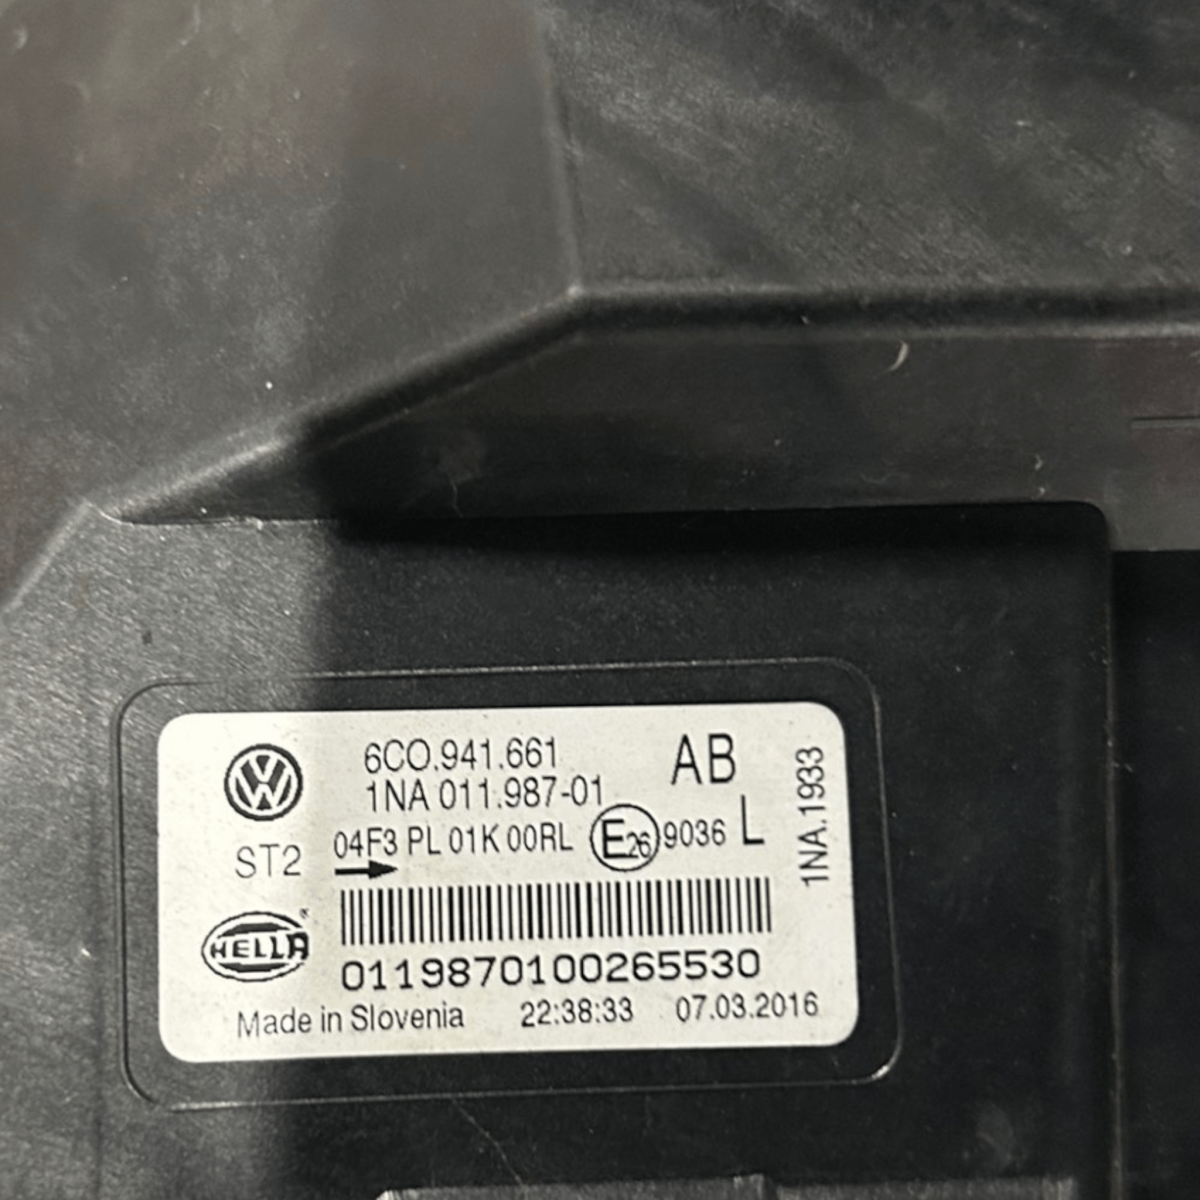 6C0.941.661
AB
1NA 011.987-01
04F3 PL 01K 00RL E26 9036 L
ST2
1NA.1933
HELLA
0119870100265530
Made in Slovenia 22:38:33 07.03.2016